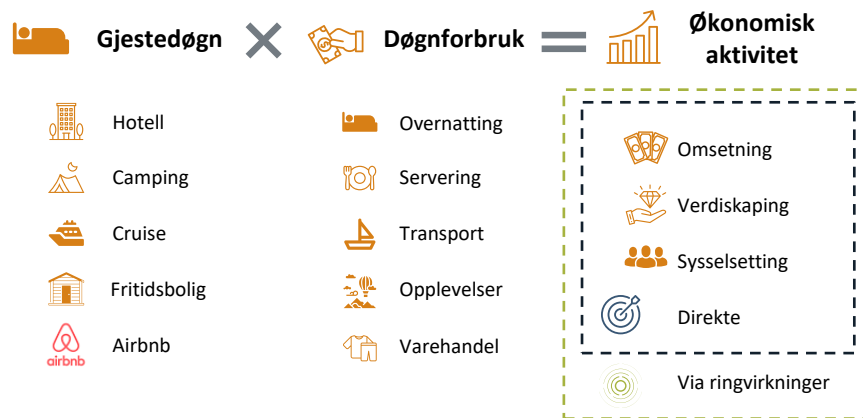 Gjestedøgn
Døgnforbruk
Økonomisk
aktivitet
Hotell
Camping
Cruise
Fritidsbolig
airbnb
Airbnb
Overnatting
Servering
Transport
Opplevelser
Varehandel
Omsetning
Verdiskaping
Sysselsetting
Direkte
Via ringvirkninger